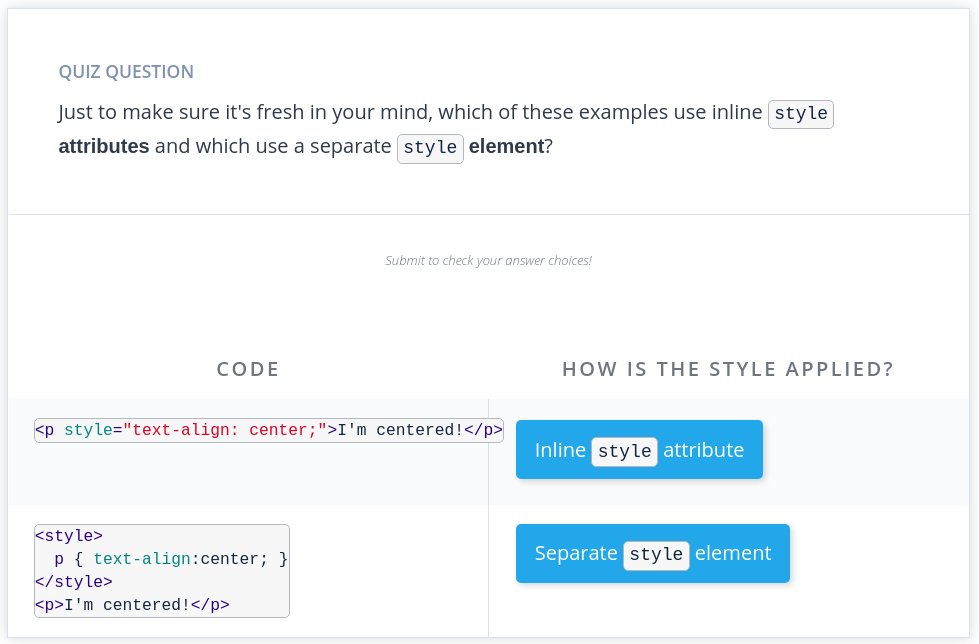 QUIZ QUESTION
Just to make sure it's fresh in your mind, which of these examples use inline style
attributes and which use a separate style element?
Submit to check your answer choices!
CODE
HOW IS THE STYLE APPLIED?
<p style="text-align: center;">I'm centered!</p>
Inline style attribute
<style>
  p { text-align:center; }
</style>
<p>I'm centered!</p>
Separate style element